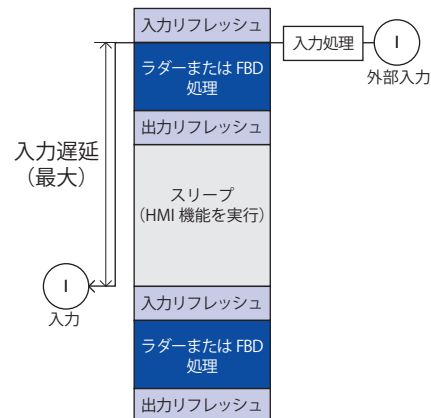 入力リフレッシュ
入力処理
I
外部入力
ラダーまたは FBD
処理
出力リフレッシュ
入力遅延
（最大）
スリープ
（HMI 機能を実行）
I
入力
入力リフレッシュ
ラダーまたは FBD
処理
出力リフレッシュ